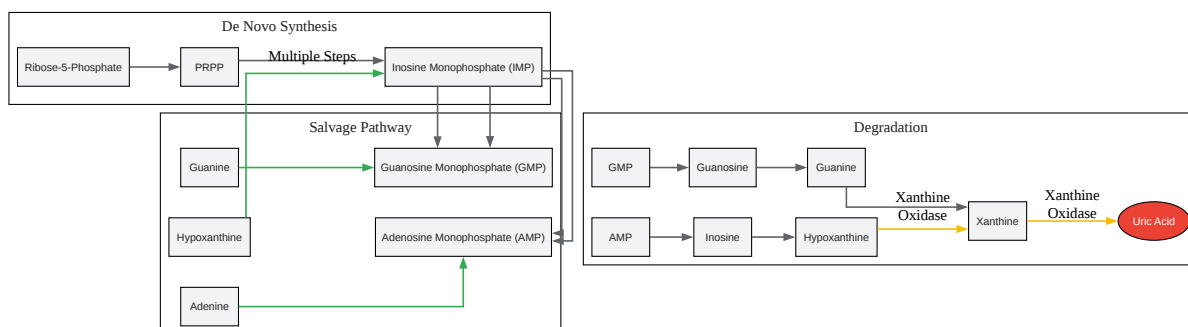 De Novo Synthesis
Ribose-5-Phosphate
PRPP
Multiple Steps
Inosine Monophosphate (IMP)
Salvage Pathway
Guanine
Guanosine Monophosphate (GMP)
Hypoxanthine
Adenosine Monophosphate (AMP)
Adenine
Degradation
GMP
Guanosine
Guanine
Xanthine
Oxidase
AMP
Inosine
Hypoxanthine
Xanthine
Xanthine
Oxidase
Uric Acid